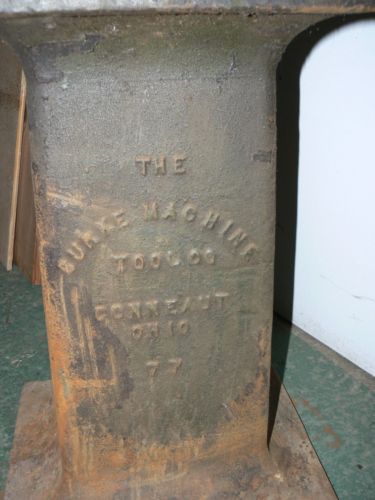 THE
BURKE MACHINE
TOOL CO
CONNEAUT
OHIO
77